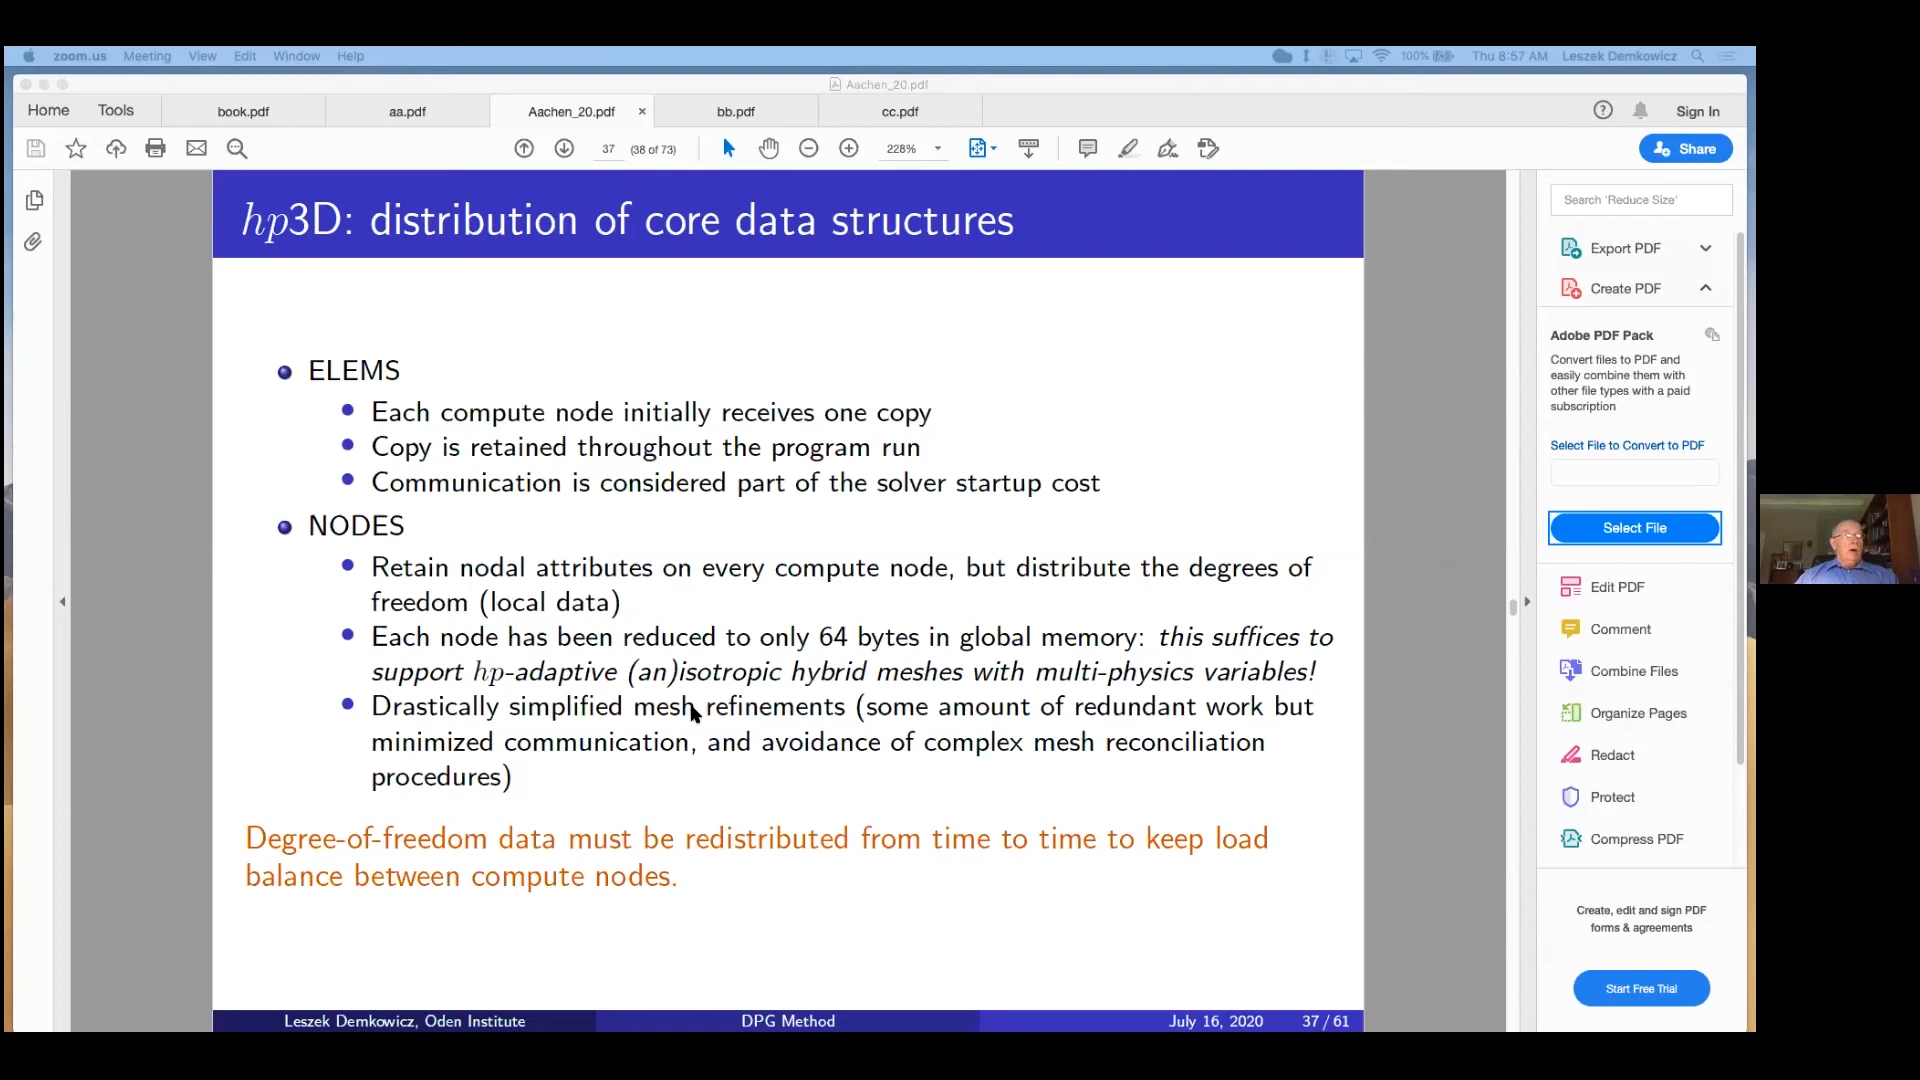 zoom.us Meeting View Edit Window Help 100% Thu 8:57 AM Leszek Demkowicz
Aachen_20.pdf
Home Tools book.pdf aa.pdf Aachen_20.pdf × bb.pdf cc.pdf Sign In
37 (38 of 73) 228% Share
hp3D: distribution of core data structures
ELEMS
Each compute node initially receives one copy
Copy is retained throughout the program run
Communication is considered part of the solver startup cost
NODES
Retain nodal attributes on every compute node, but distribute the degrees of
freedom (local data)
Each node has been reduced to only 64 bytes in global memory: this suffices to
support hp-adaptive (an)isotropic hybrid meshes with multi-physics variables!
Drastically simplified mesh refinements (some amount of redundant work but
minimized communication, and avoidance of complex mesh reconciliation
procedures)
Degree-of-freedom data must be redistributed from time to time to keep load
balance between compute nodes.
Leszek Demkowicz, Oden Institute DPG Method July 16, 2020 37 / 61
Search 'Reduce Size'
Export PDF
Create PDF
Adobe PDF Pack
Convert files to PDF and
easily combine them with
other file types with a paid
subscription
Select File to Convert to PDF
Select File
Edit PDF
Comment
Combine Files
Organize Pages
Redact
Protect
Compress PDF
Create, edit and sign PDF
forms & agreements
Start Free Trial